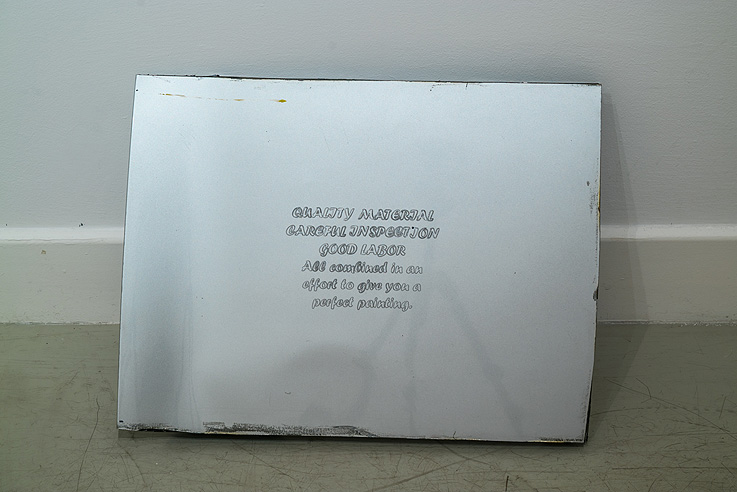 QUALITY MATERIAL
CAREFUL INSPECTION
GOOD LABOR
All combined in an
effort to give you a
perfect painting.